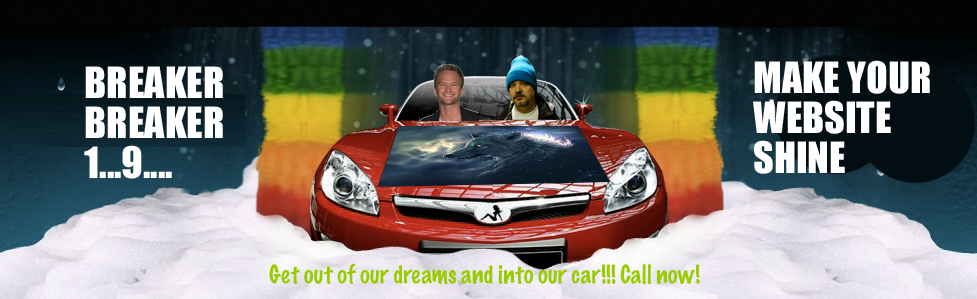 BREAKER
BREAKER
1...9....
MAKE YOUR
WEBSITE
SHINE
Get out of our dreams and into our car!!! Call now!